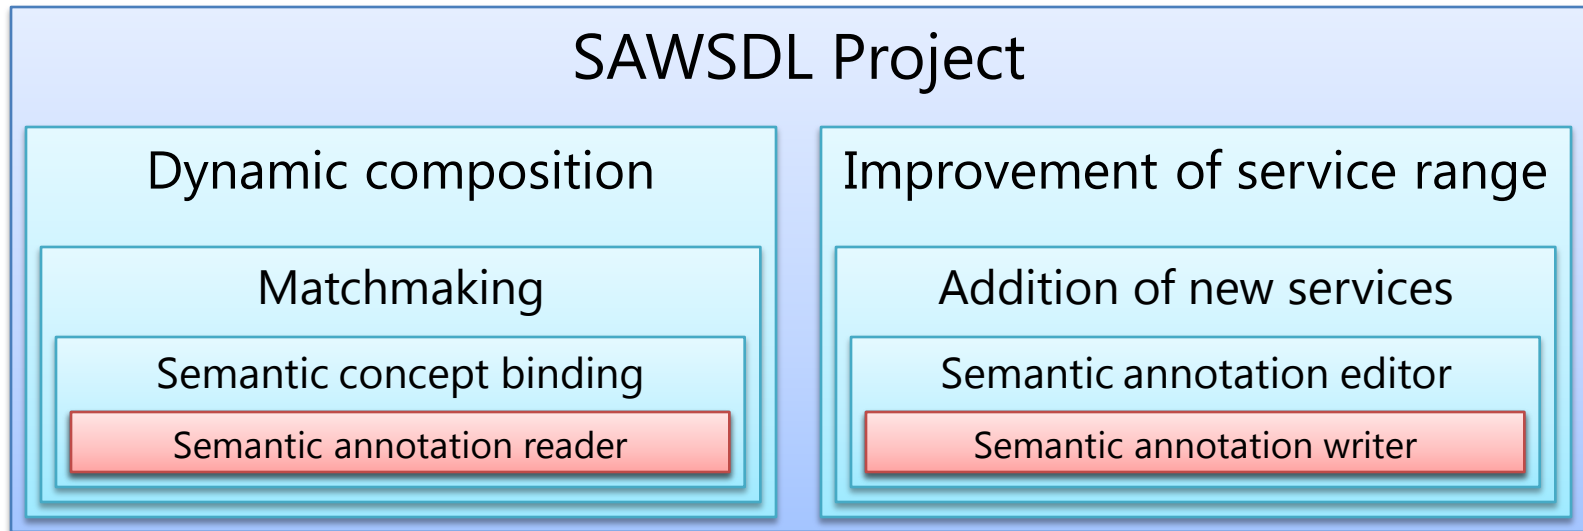 SAWSDL Project
Dynamic composition
Matchmaking
Semantic concept binding
Semantic annotation reader
Improvement of service range
Addition of new services
Semantic annotation editor
Semantic annotation writer